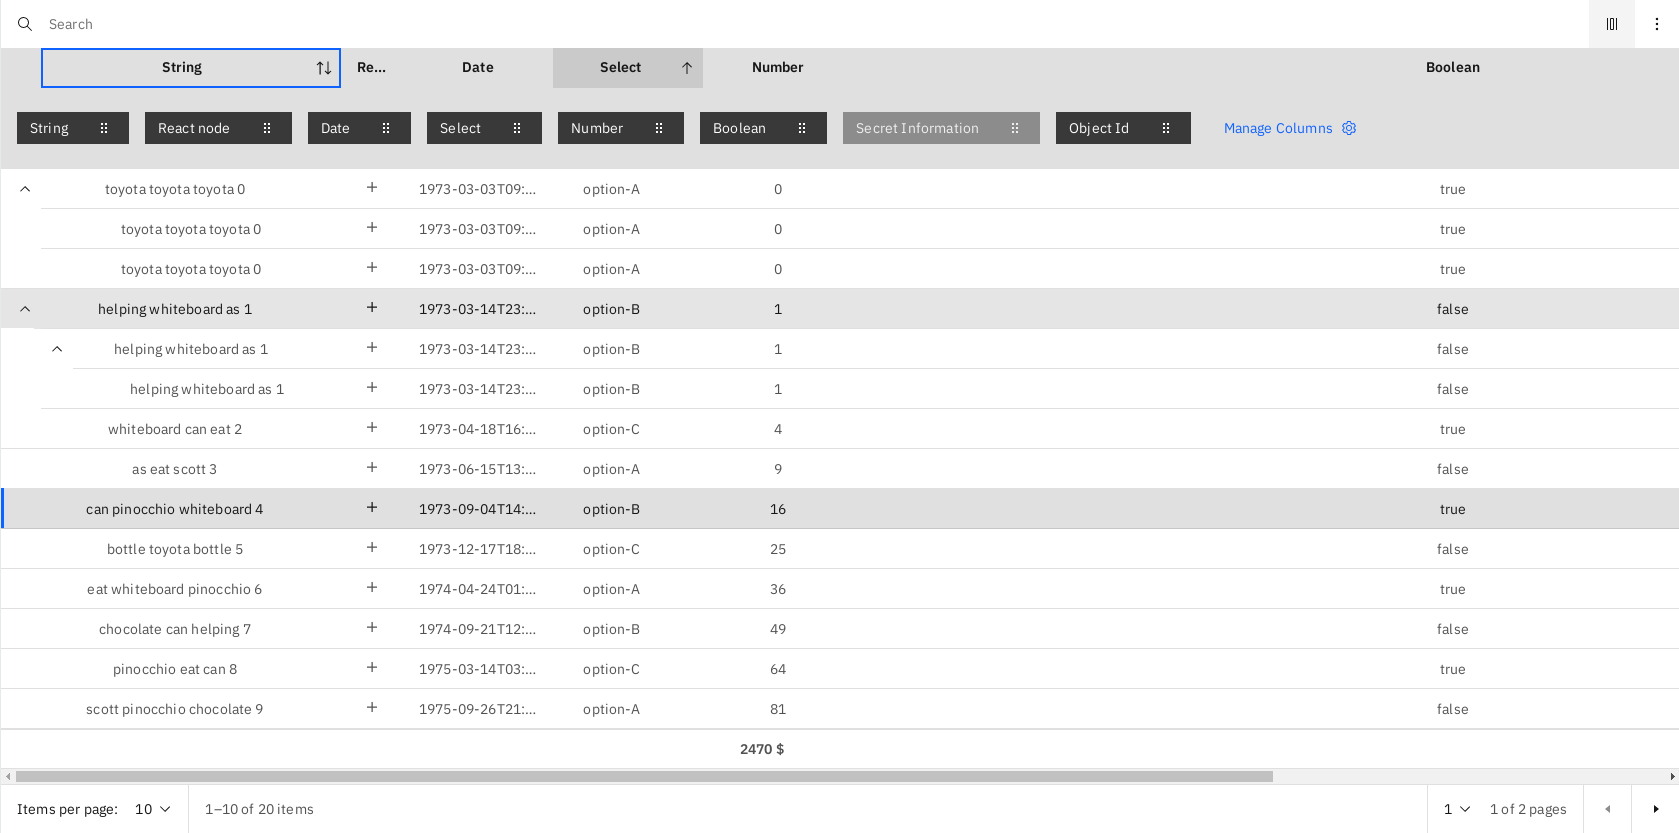 Search
String Re... Date Select Number Boolean
String React node Date Select Number Boolean Secret Information Object Id Manage Columns
toyota toyota toyota 0 1973-03-03T09:... option-A 0 true
toyota toyota toyota 0 1973-03-03T09:... option-A 0 true
toyota toyota toyota 0 1973-03-03T09:... option-A 0 true
helping whiteboard as 1 1973-03-14T23:... option-B 1 false
helping whiteboard as 1 1973-03-14T23:... option-B 1 false
helping whiteboard as 1 1973-03-14T23:... option-B 1 false
whiteboard can eat 2 1973-04-18T16:... option-C 4 true
as eat scott 3 1973-06-15T13:... option-A 9 false
can pinocchio whiteboard 4 1973-09-04T14:... option-B 16 true
bottle toyota bottle 5 1973-12-17T18:... option-C 25 false
eat whiteboard pinocchio 6 1974-04-24T01:... option-A 36 true
chocolate can helping 7 1974-09-21T12:... option-B 49 false
pinocchio eat can 8 1975-03-14T03:... option-C 64 true
scott pinocchio chocolate 9 1975-09-26T21:... option-A 81 false
2470 $
Items per page: 10 1–10 of 20 items 1 1 of 2 pages